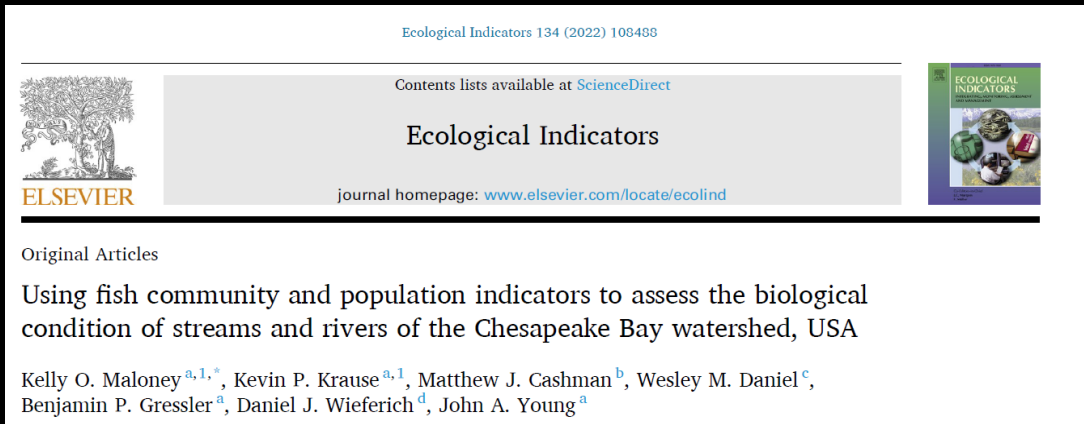 Ecological Indicators 134 (2022) 108488
Contents lists available at ScienceDirect
Ecological Indicators
journal homepage: www.elsevier.com/locate/ecolind
ELSEVIER
ECOLOGICAL
INDICATORS
Original Articles
Using fish community and population indicators to assess the biological
condition of streams and rivers of the Chesapeake Bay watershed, USA
Kelly O. Maloney a,1,*, Kevin P. Krause a,1, Matthew J. Cashman b, Wesley M. Daniel c,
Benjamin P. Gressler a, Daniel J. Wieferich d, John A. Young a